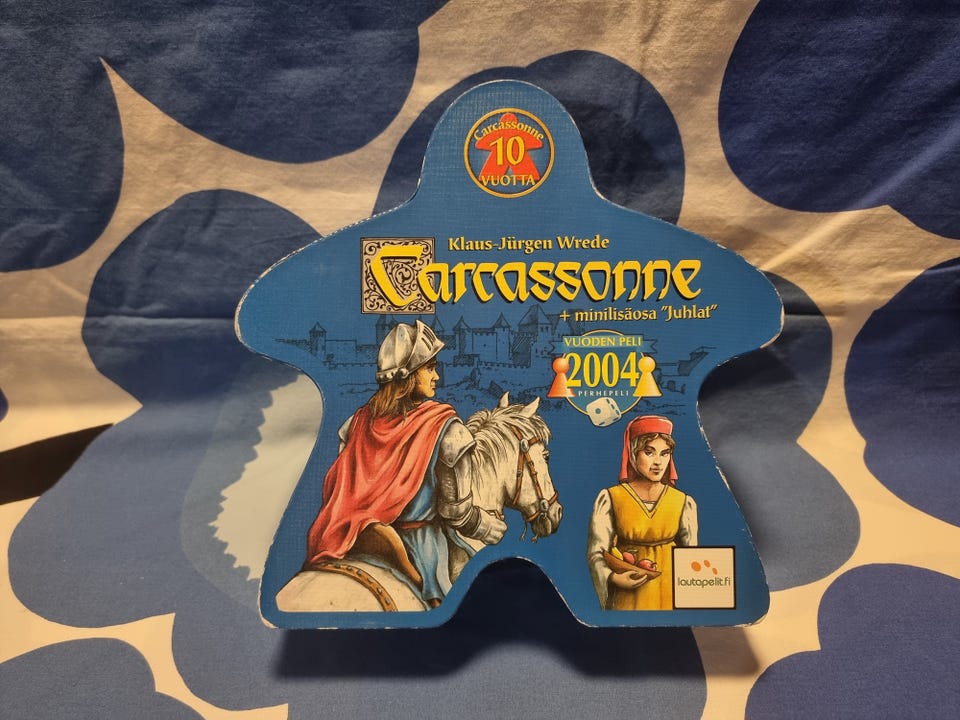 Carcassonne
10
VUOTTA
Klaus-Jürgen Wrede
Carcassonne
+ minilisäosa "Juhlat"
VUODEN PELI
2004
PERHEPELI
lautapelit.fi